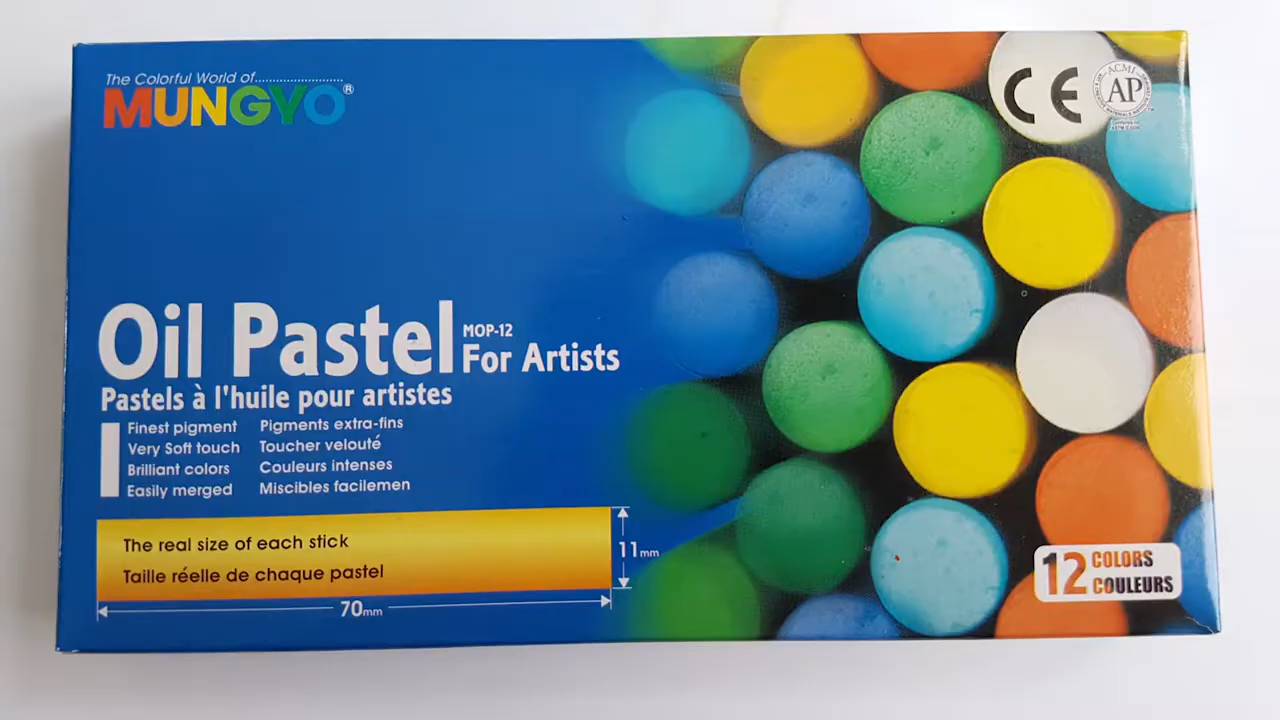 The Colorful World of..........................
MUNGYO®
CE
ACMI
AP
Oil Pastel
MOP-12
For Artists
Pastels à l'huile pour artistes
Finest pigment Pigments extra-fins
Very Soft touch Toucher velouté
Brilliant colors Couleurs intenses
Easily merged Miscibles facilemen
The real size of each stick
Taille réelle de chaque pastel
11mm
70mm
12 COLORS
COULEURS